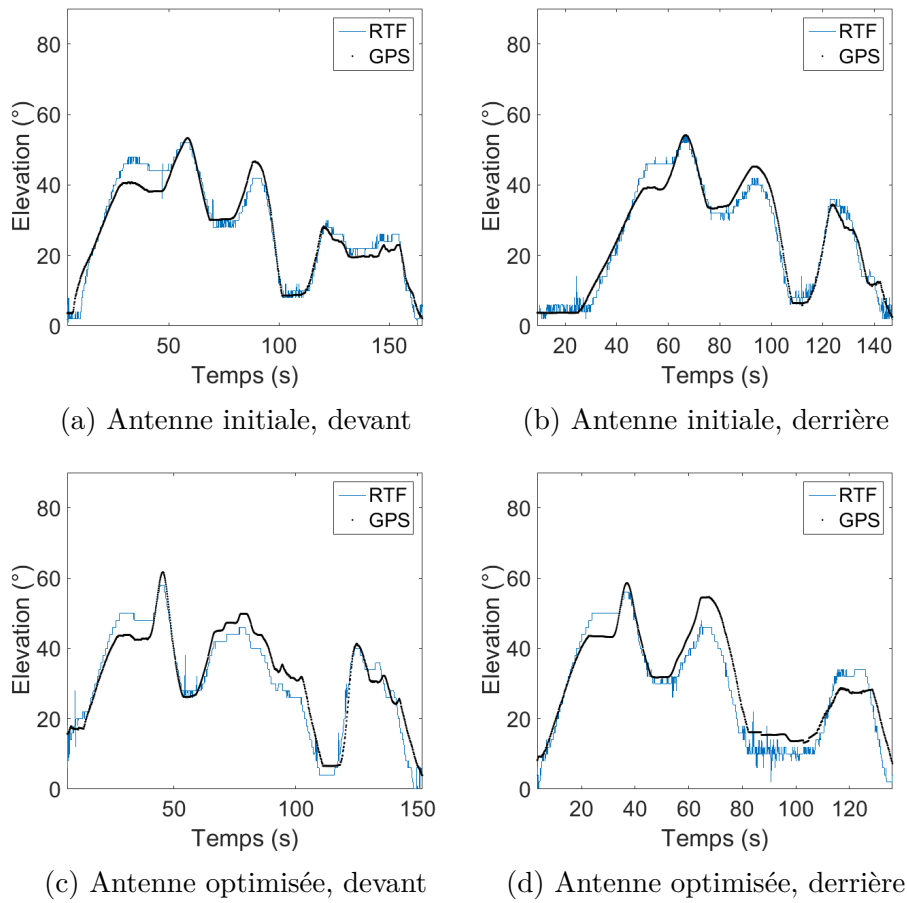 RTF
GPS
Elevation (°)
80
60
40
20
0
50
100
150
Temps (s)
(a) Antenne initiale, devant
RTF
GPS
Elevation (°)
80
60
40
20
0
20
40
60
80
100
120
140
Temps (s)
(b) Antenne initiale, derrière
RTF
GPS
Elevation (°)
80
60
40
20
0
50
100
152
Temps (s)
(c) Antenne optimisée, devant
RTF
GPS
Elevation (°)
80
60
40
20
0
20
40
60
80
100
120
Temps (s)
(d) Antenne optimisée, derrière